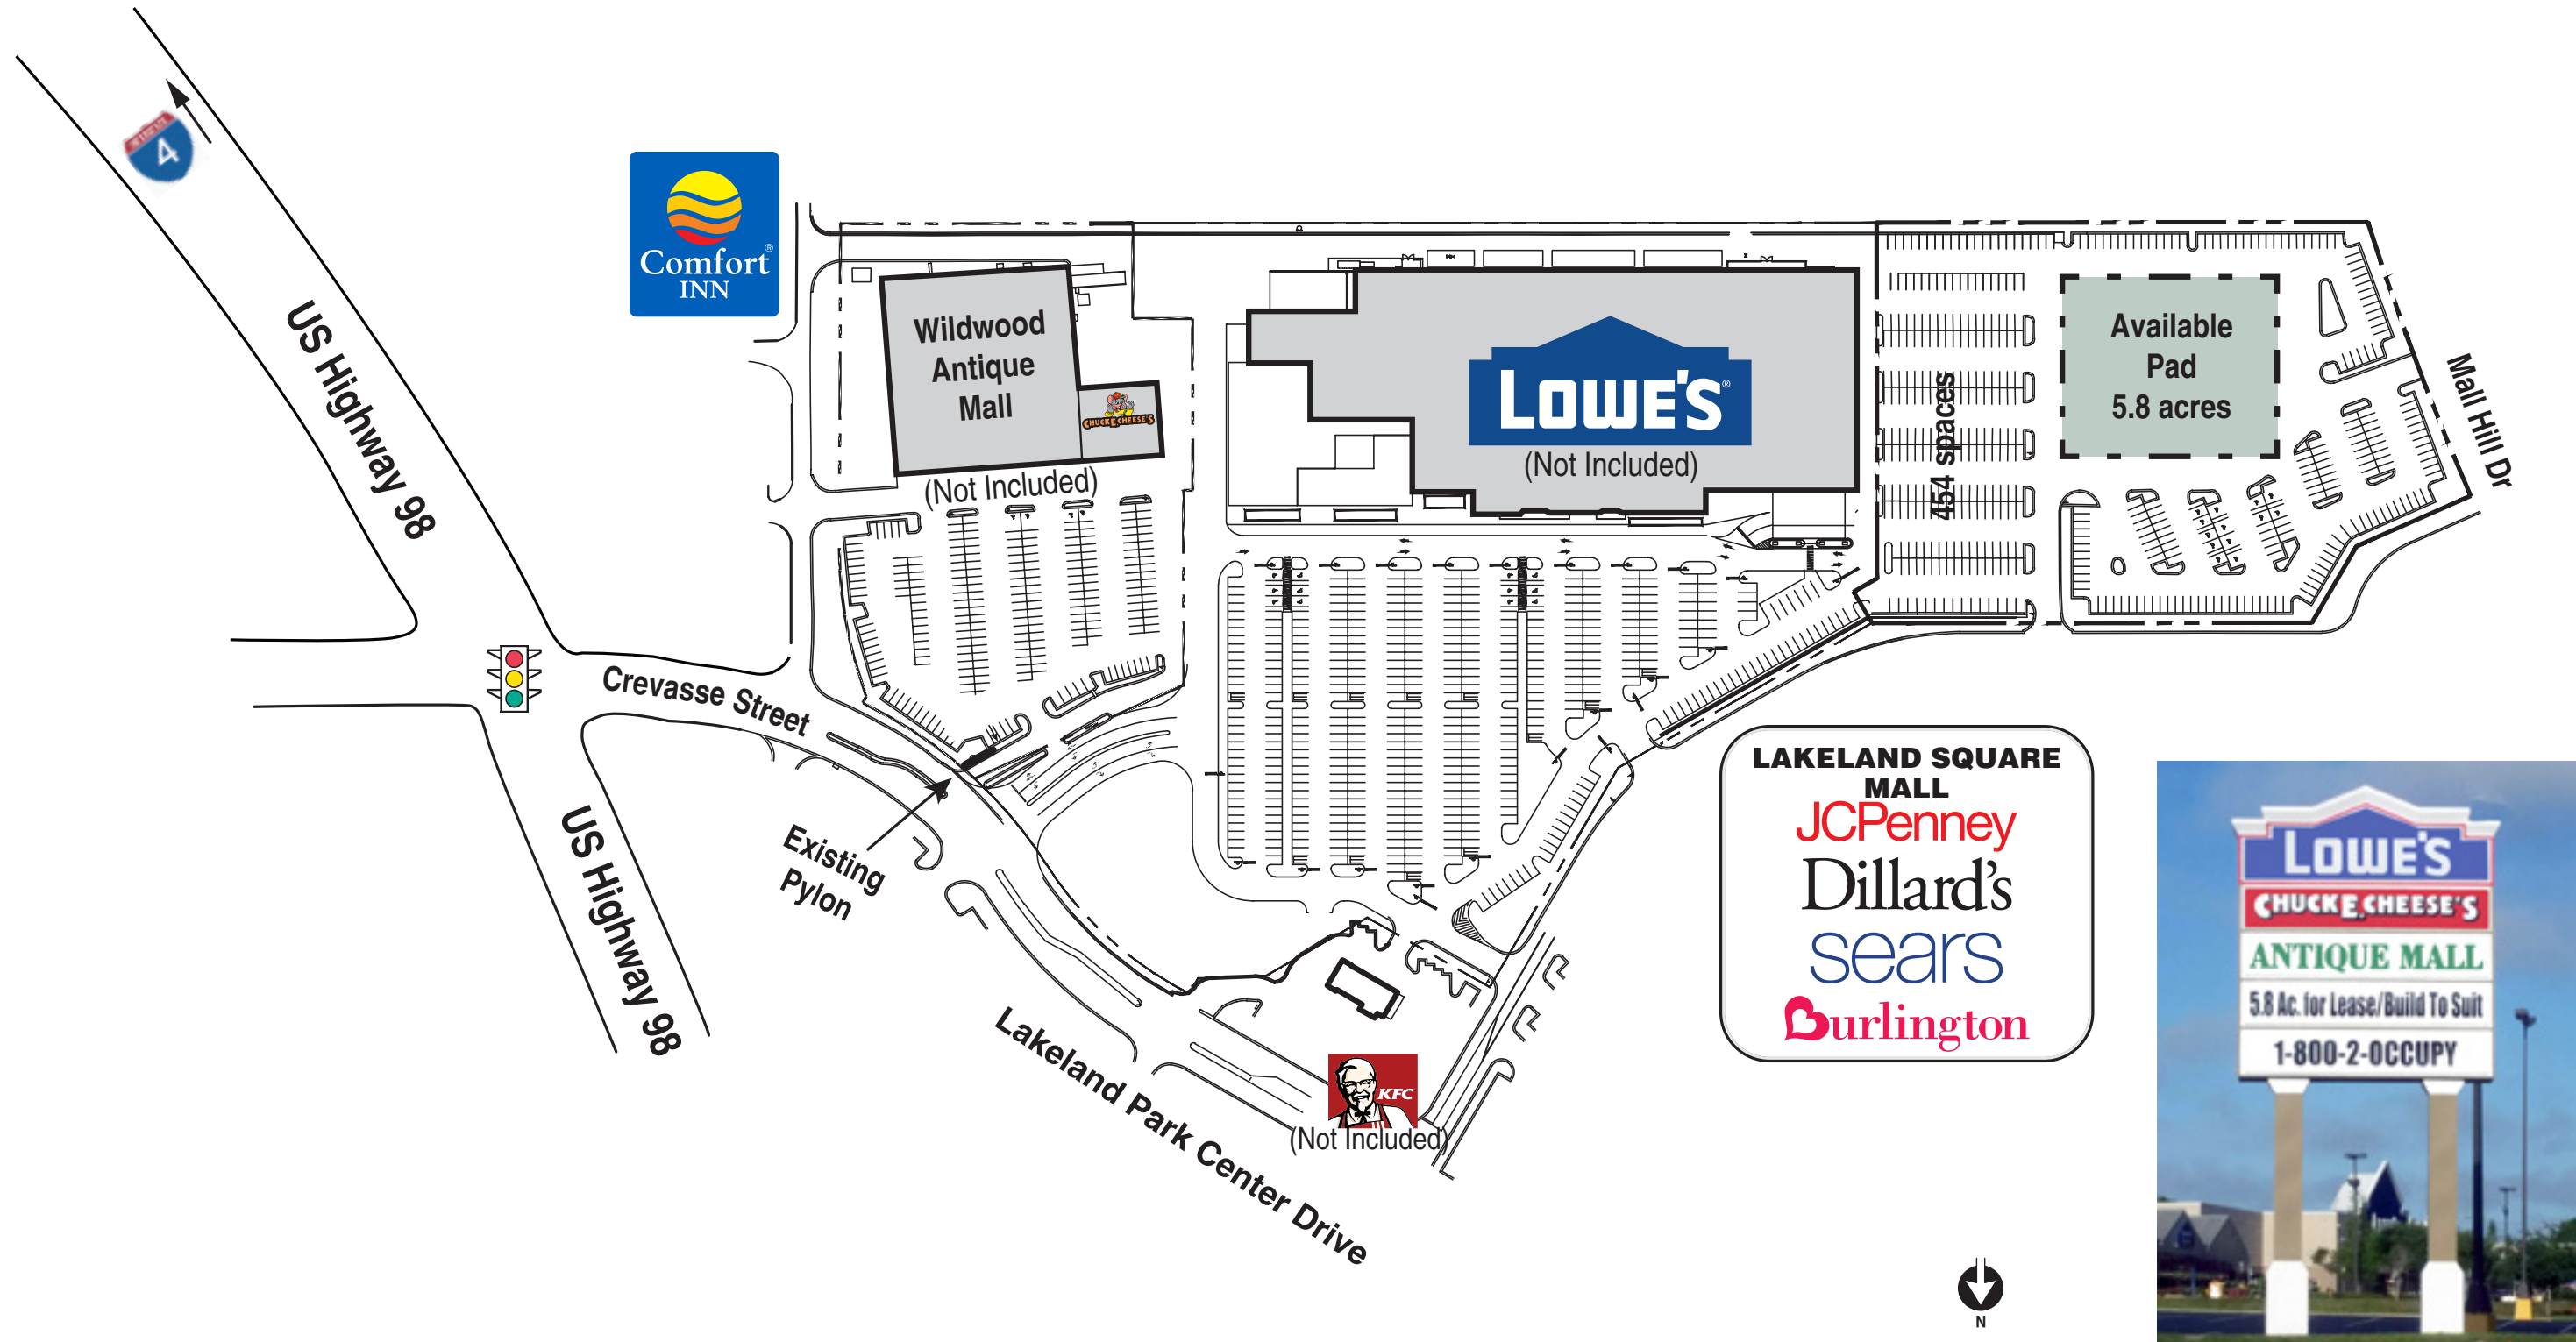 INTERSTATE
4
US Highway 98
Comfort®
INN
Wildwood
Antique
Mall
CHUCK E. CHEESE'S
(Not Included)
LOWE'S®
(Not Included)
454 spaces
Available
Pad
5.8 acres
Mall Hill Dr
Crevasse Street
US Highway 98
Existing
Pylon
Lakeland Park Center Drive
KFC
(Not Included)
LAKELAND SQUARE
MALL
JCPenney
Dillard's
sears
Burlington
LOWE'S
CHUCK E. CHEESE'S
ANTIQUE MALL
5.8 Ac. for Lease/Build To Suit
1-800-2-OCCUPY
N